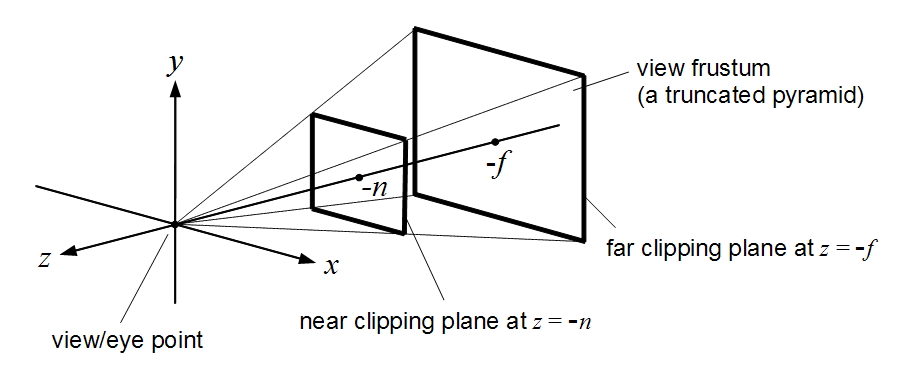 y
view frustum
(a truncated pyramid)
-f
-n
z
x
far clipping plane at z = -f
near clipping plane at z = -n
view/eye point